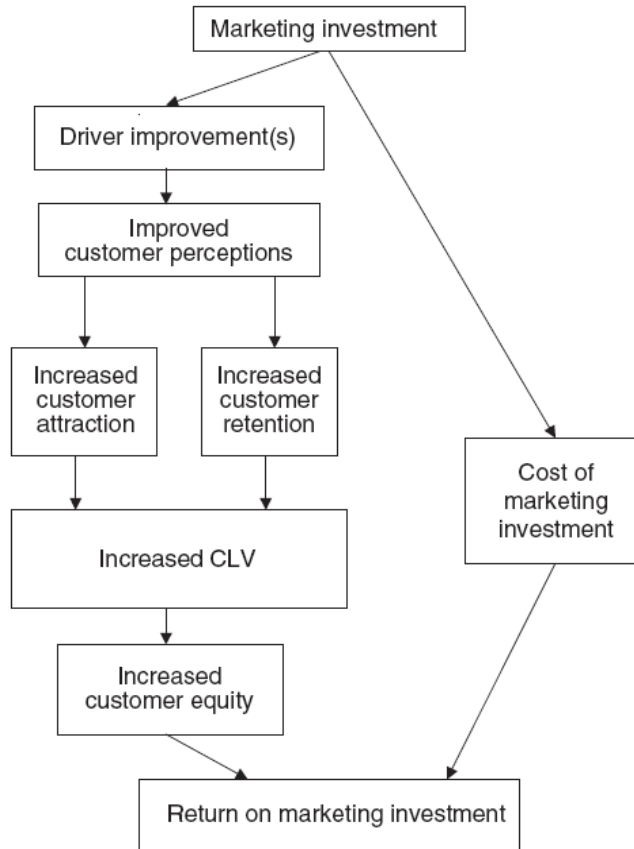 Marketing investment
Driver improvement(s)
Improved
customer perceptions
Increased
customer
attraction
Increased
customer
retention
Cost of
marketing
investment
Increased CLV
Increased
customer equity
Return on marketing investment